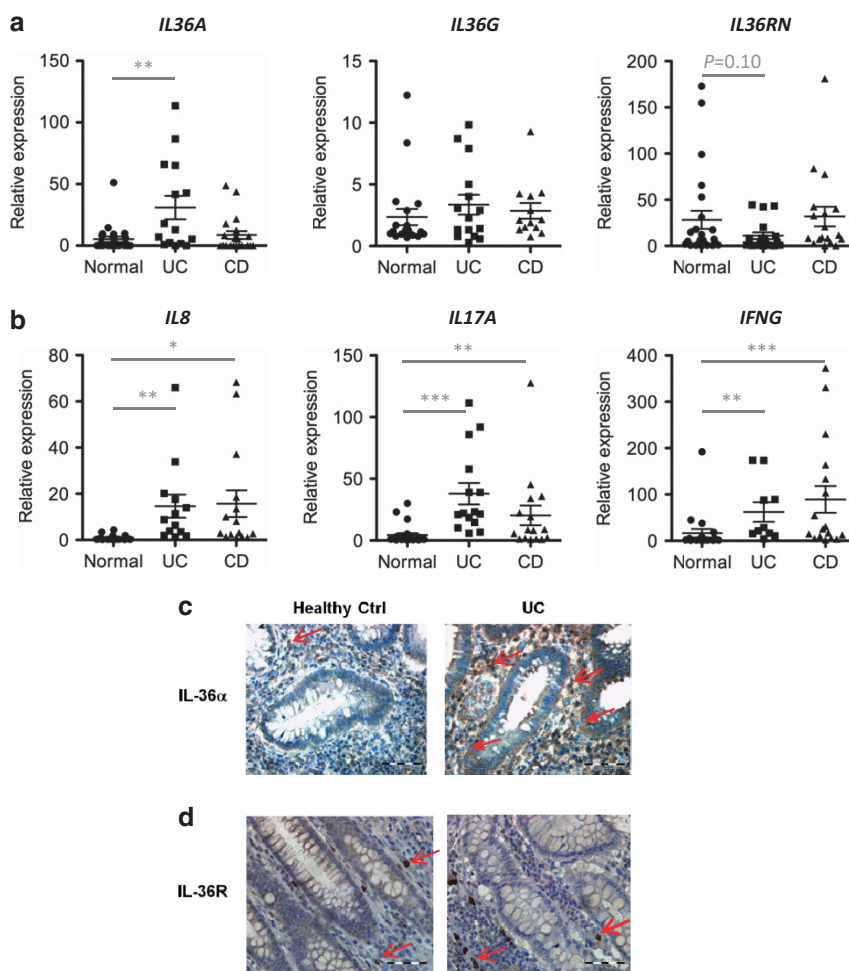 a
IL36A IL36G IL36RN
Relative expression
150
100
50
0
**
Normal UC CD
Relative expression
15
10
5
0
Normal UC CD
Relative expression
200
150
100
50
0
P=0.10
Normal UC CD
b
IL8 IL17A IFNG
Relative expression
80
60
40
20
0
*
**
Normal UC CD
Relative expression
150
100
50
0
**
***
Normal UC CD
Relative expression
400
300
200
100
0
***
**
Normal UC CD
c
Healthy Ctrl UC
IL-36α
d
IL-36R